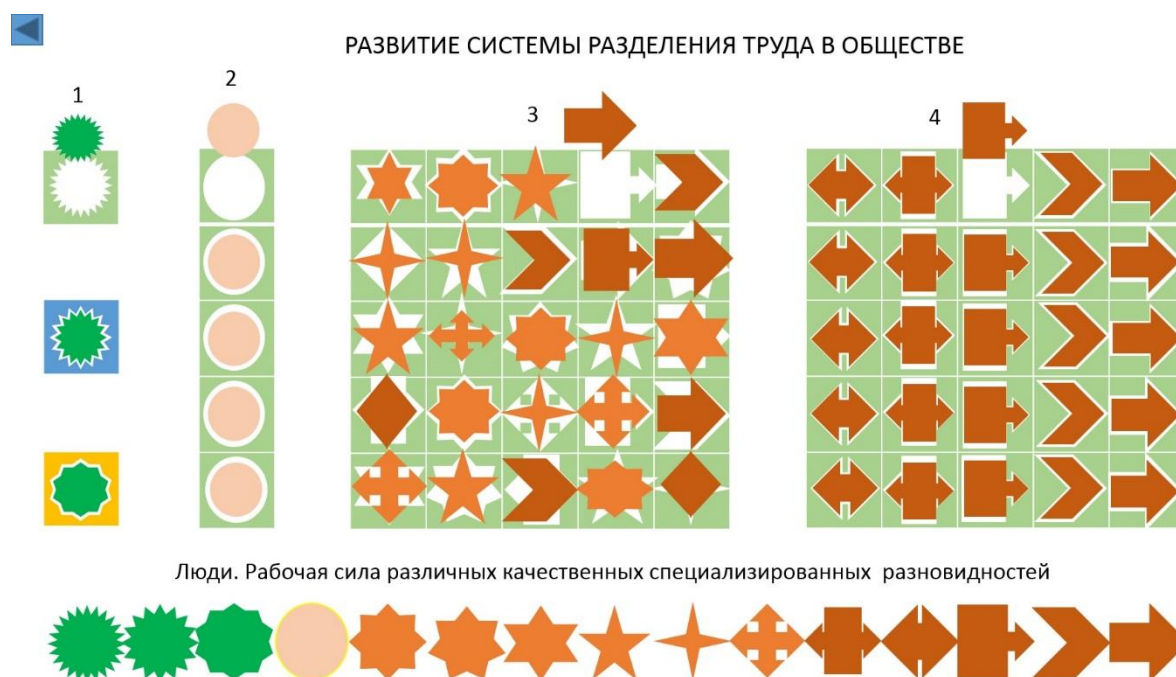 РАЗВИТИЕ СИСТЕМЫ РАЗДЕЛЕНИЯ ТРУДА В ОБЩЕСТВЕ
1
2
3
4
Люди. Рабочая сила различных качественных специализированных разновидностей